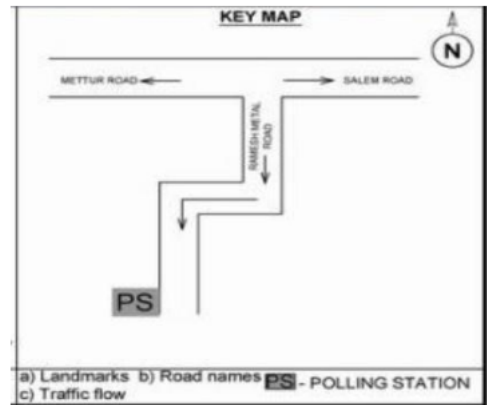 KEY MAP
N
METTUR ROAD
SALEM ROAD
RAMESH METAL
ROAD
PS
a) Landmarks b) Road names PS - POLLING STATION
c) Traffic flow